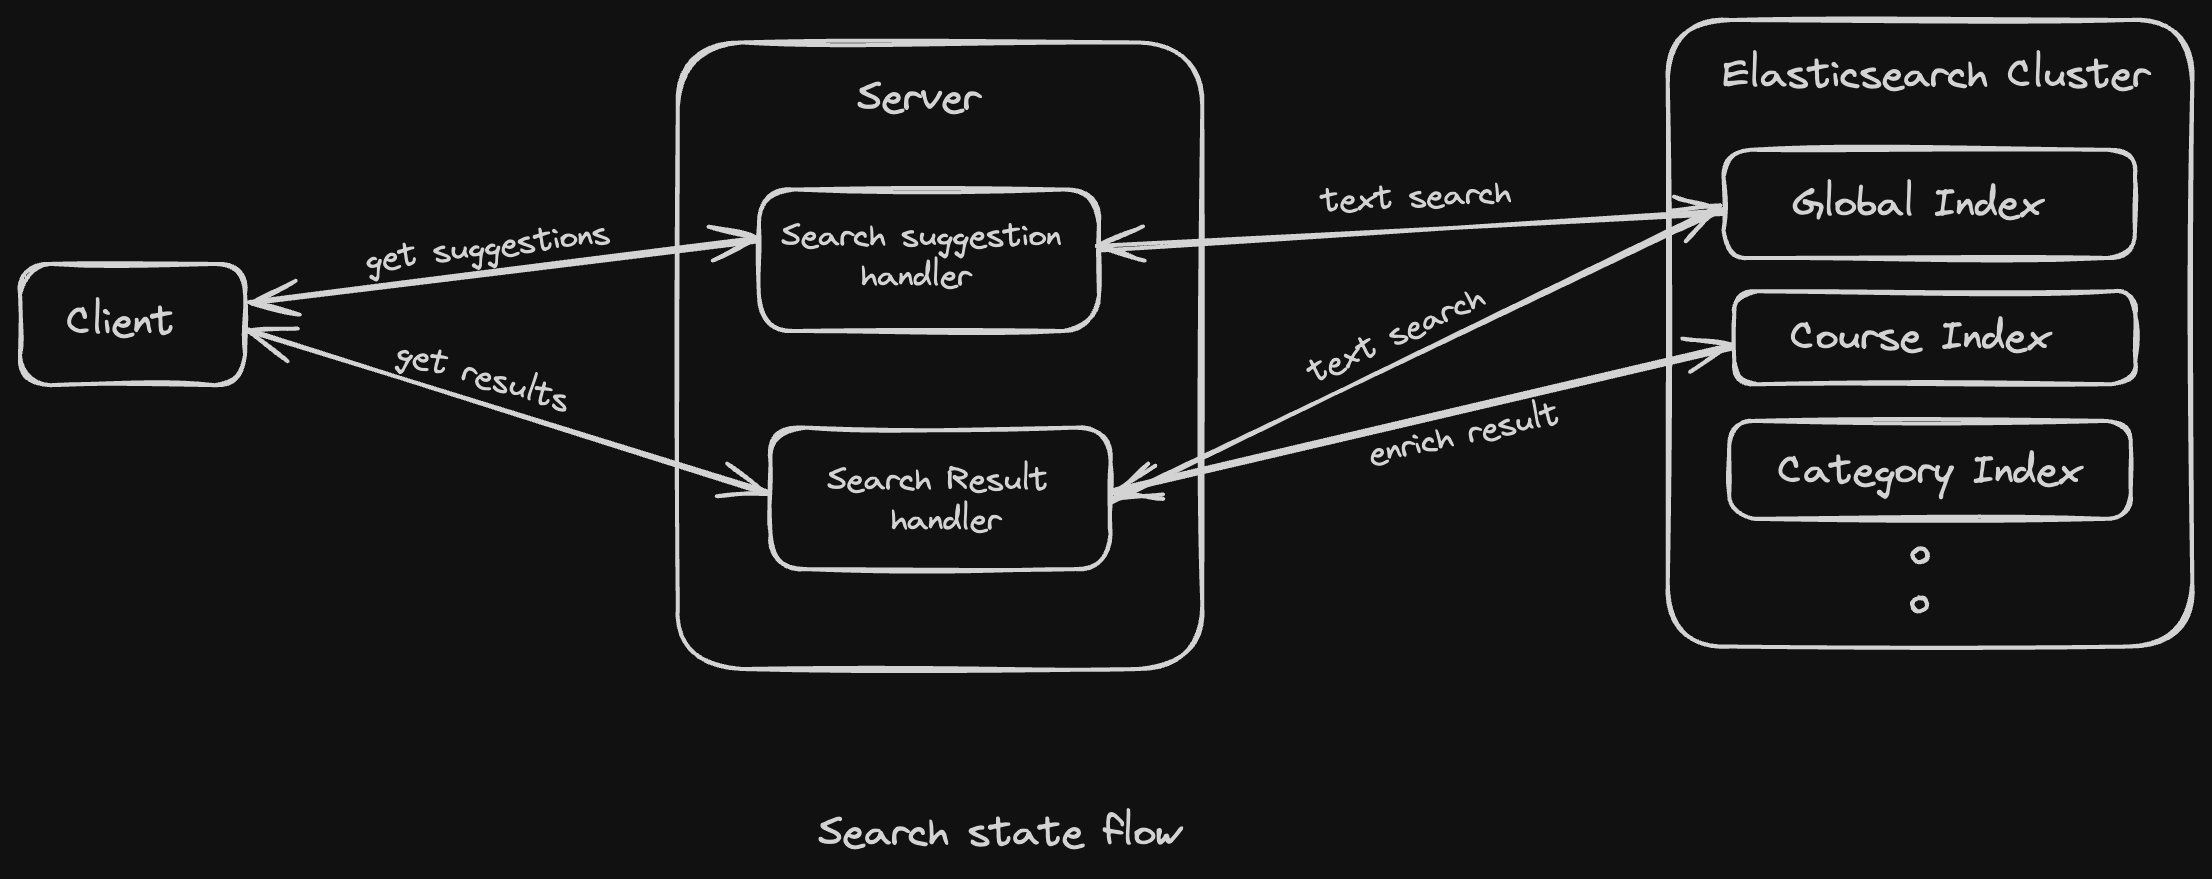 Client
get suggestions
get results
Server
Search suggestion
handler
Search Result
handler
text search
text search
enrich result
Elasticsearch Cluster
Global Index
Course Index
Category Index
Search state flow